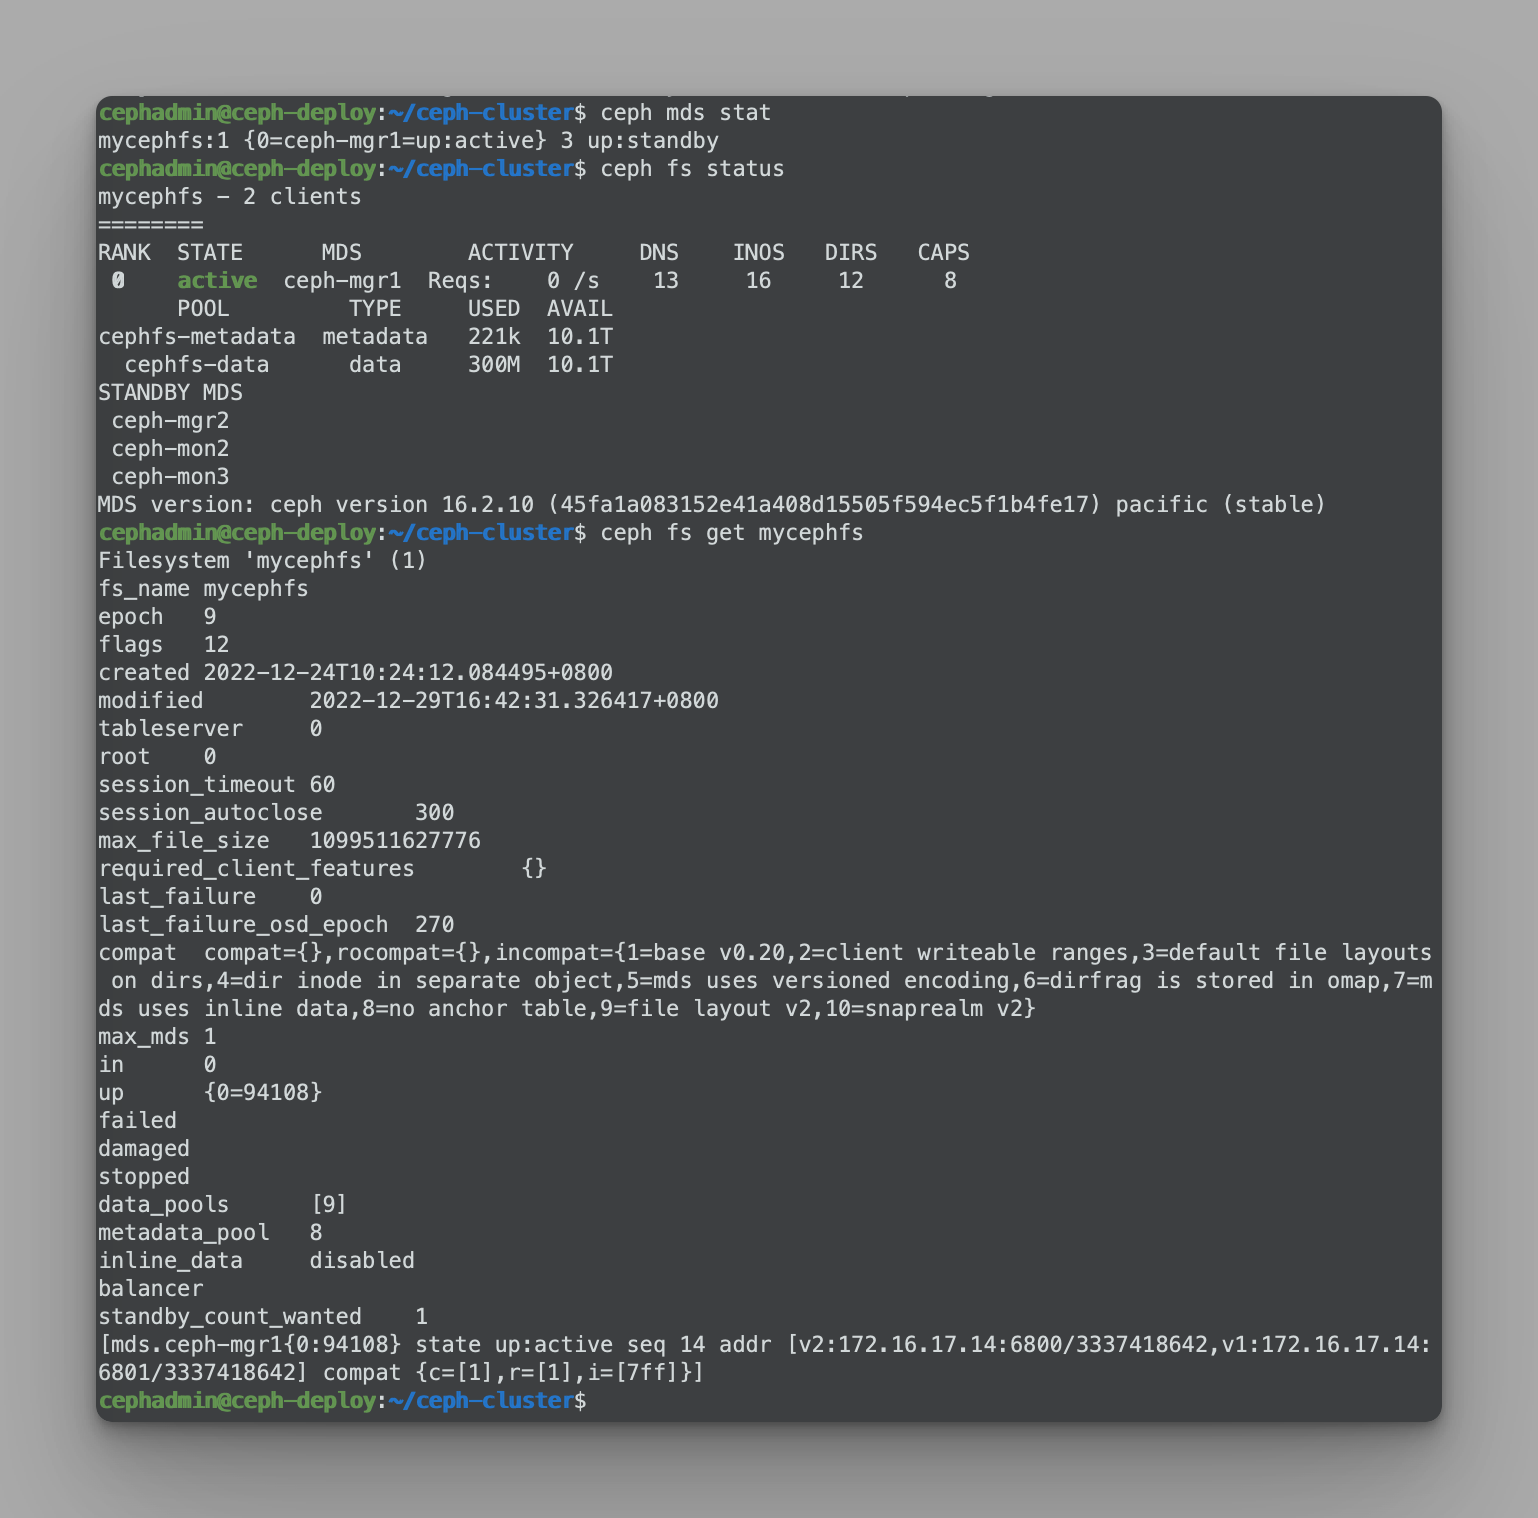 cephadmin@ceph-deploy:~/ceph-cluster$ ceph mds stat
mycephfs:1 {0=ceph-mgr1=up:active} 3 up:standby
cephadmin@ceph-deploy:~/ceph-cluster$ ceph fs status
mycephfs - 2 clients
========
RANK  STATE      MDS        ACTIVITY     DNS    INOS   DIRS   CAPS
 0    active  ceph-mgr1  Reqs:    0 /s    13     16     12      8
      POOL         TYPE     USED  AVAIL
cephfs-metadata  metadata   221k  10.1T
  cephfs-data      data     300M  10.1T
STANDBY MDS
 ceph-mgr2
 ceph-mon2
 ceph-mon3
MDS version: ceph version 16.2.10 (45fa1a083152e41a408d15505f594ec5f1b4fe17) pacific (stable)
cephadmin@ceph-deploy:~/ceph-cluster$ ceph fs get mycephfs
Filesystem 'mycephfs' (1)
fs_name mycephfs
epoch   9
flags   12
created 2022-12-24T10:24:12.084495+0800
modified        2022-12-29T16:42:31.326417+0800
tableserver     0
root    0
session_timeout 60
session_autoclose       300
max_file_size   1099511627776
required_client_features        {}
last_failure    0
last_failure_osd_epoch  270
compat  compat={},rocompat={},incompat={1=base v0.20,2=client writeable ranges,3=default file layouts
 on dirs,4=dir inode in separate object,5=mds uses versioned encoding,6=dirfrag is stored in omap,7=m
ds uses inline data,8=no anchor table,9=file layout v2,10=snaprealm v2}
max_mds 1
in      0
up      {0=94108}
failed
damaged
stopped
data_pools      [9]
metadata_pool   8
inline_data     disabled
balancer
standby_count_wanted    1
[mds.ceph-mgr1{0:94108} state up:active seq 14 addr [v2:172.16.17.14:6800/3337418642,v1:172.16.17.14:
6801/3337418642] compat {c=[1],r=[1],i=[7ff]}]
cephadmin@ceph-deploy:~/ceph-cluster$